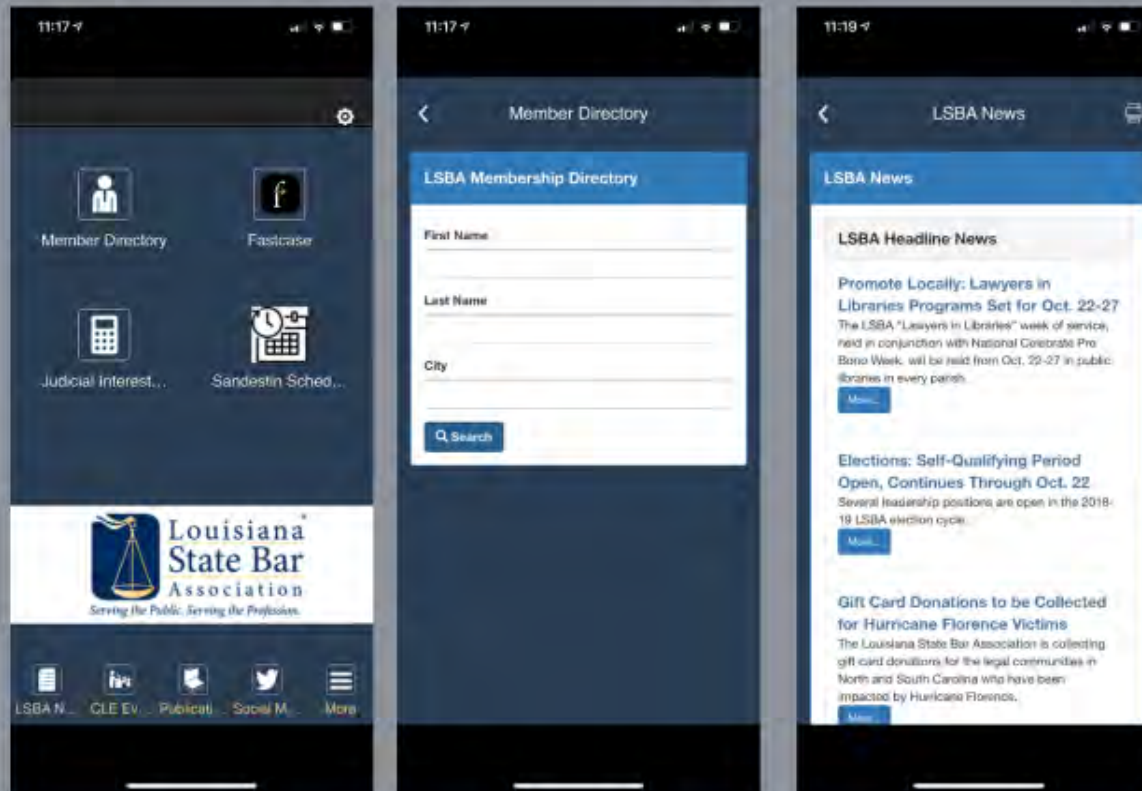 11:17
Member Directory
Fastcase
Judicial Interest...
Sandestin Sched...
Louisiana
State Bar
Association
Serving the Public. Serving the Profession.
LSBA N...
CLE Ev...
Publicati...
Social M...
More
11:17
Member Directory
LSBA Membership Directory
First Name
Last Name
City
Search
11:19
LSBA News
LSBA News
LSBA Headline News
Promote Locally: Lawyers in
Libraries Programs Set for Oct. 22-27
The LSBA "Lawyers in Libraries" week of service,
held in conjunction with National Celebrate Pro
Bono Week, will be held from Oct. 22-27 in public
libraries in every parish.
More...
Elections: Self-Qualifying Period
Open, Continues Through Oct. 22
Several leadership positions are open in the 2018-
19 LSBA election cycle.
More...
Gift Card Donations to be Collected
for Hurricane Florence Victims
The Louisiana State Bar Association is collecting
gift card donations for the legal communities in
North and South Carolina who have been
impacted by Hurricane Florence.
More...